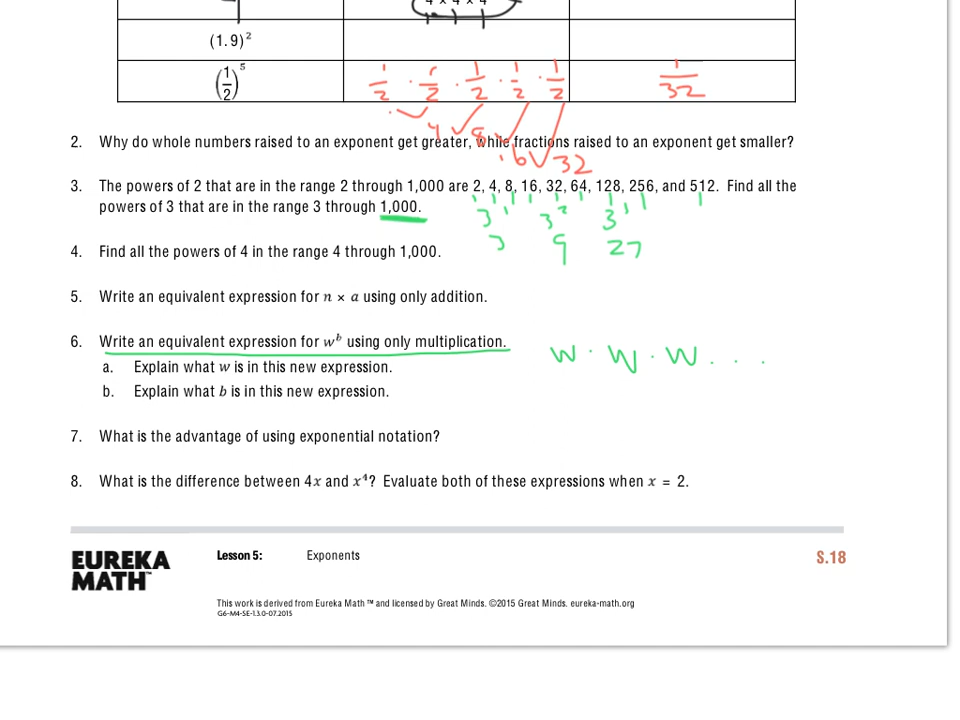 4 × 4 × 4
(1.9)²
(1/2)⁵ 1/2 · 1/2 · 1/2 · 1/2 · 1/2 1/32
4 8 16 32
2. Why do whole numbers raised to an exponent get greater, while fractions raised to an exponent get smaller?
3. The powers of 2 that are in the range 2 through 1,000 are 2, 4, 8, 16, 32, 64, 128, 256, and 512. Find all the
powers of 3 that are in the range 3 through 1,000.
3¹ 3² 3³
3 9 27
4. Find all the powers of 4 in the range 4 through 1,000.
5. Write an equivalent expression for n × a using only addition.
6. Write an equivalent expression for wᵇ using only multiplication.
w · w · w . . .
a. Explain what w is in this new expression.
b. Explain what b is in this new expression.
7. What is the advantage of using exponential notation?
8. What is the difference between 4x and x⁴? Evaluate both of these expressions when x = 2.
EUREKA
MATH™
Lesson 5: Exponents
S.18
This work is derived from Eureka Math ™ and licensed by Great Minds. ©2015 Great Minds. eureka-math.org
G6-M4-SE-1.3.0-07.2015